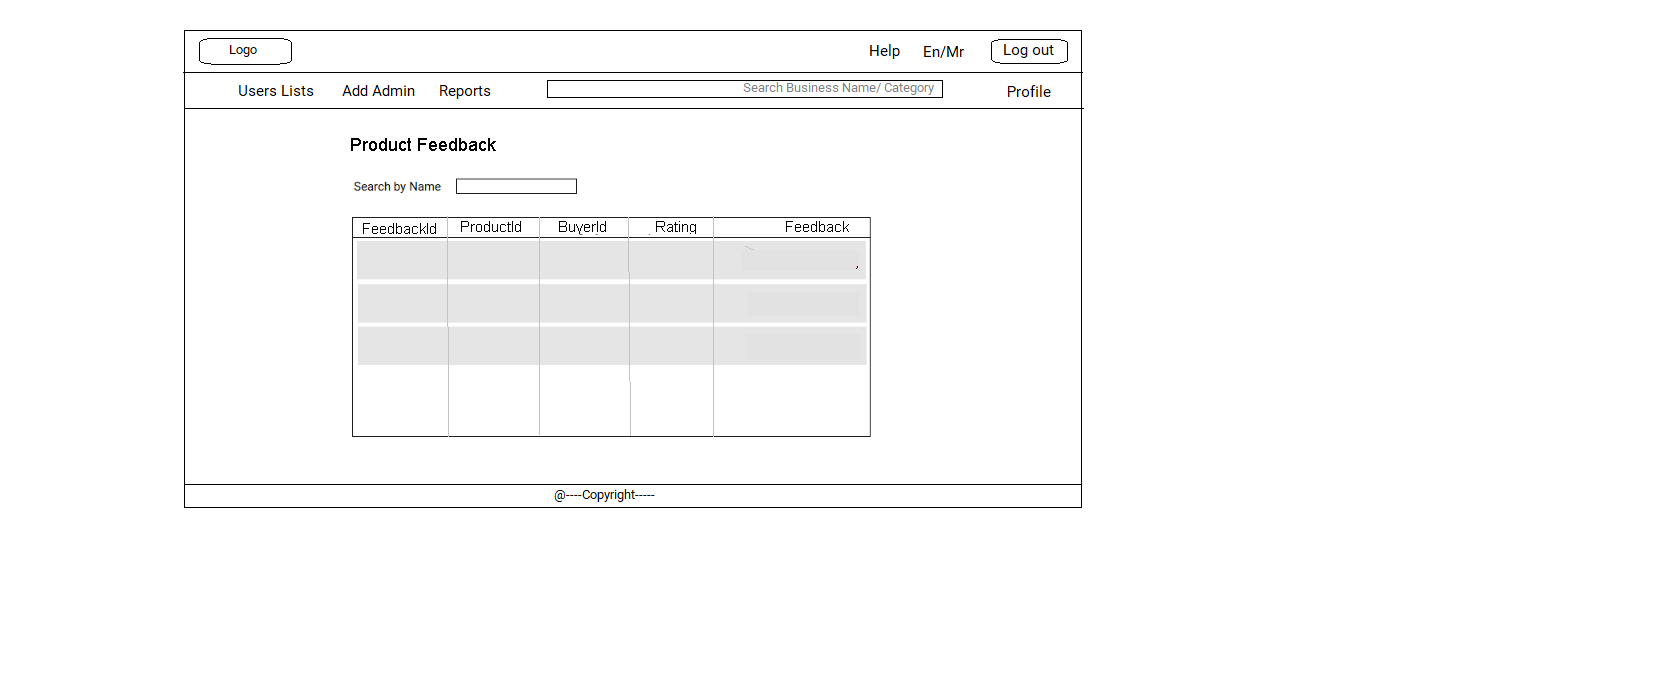 Logo
Help En/Mr Log out
Users Lists Add Admin Reports Search Business Name/ Category Profile
Product Feedback
Search by Name
FeedbackId ProductId BuyerId Rating Feedback
@----Copyright-----